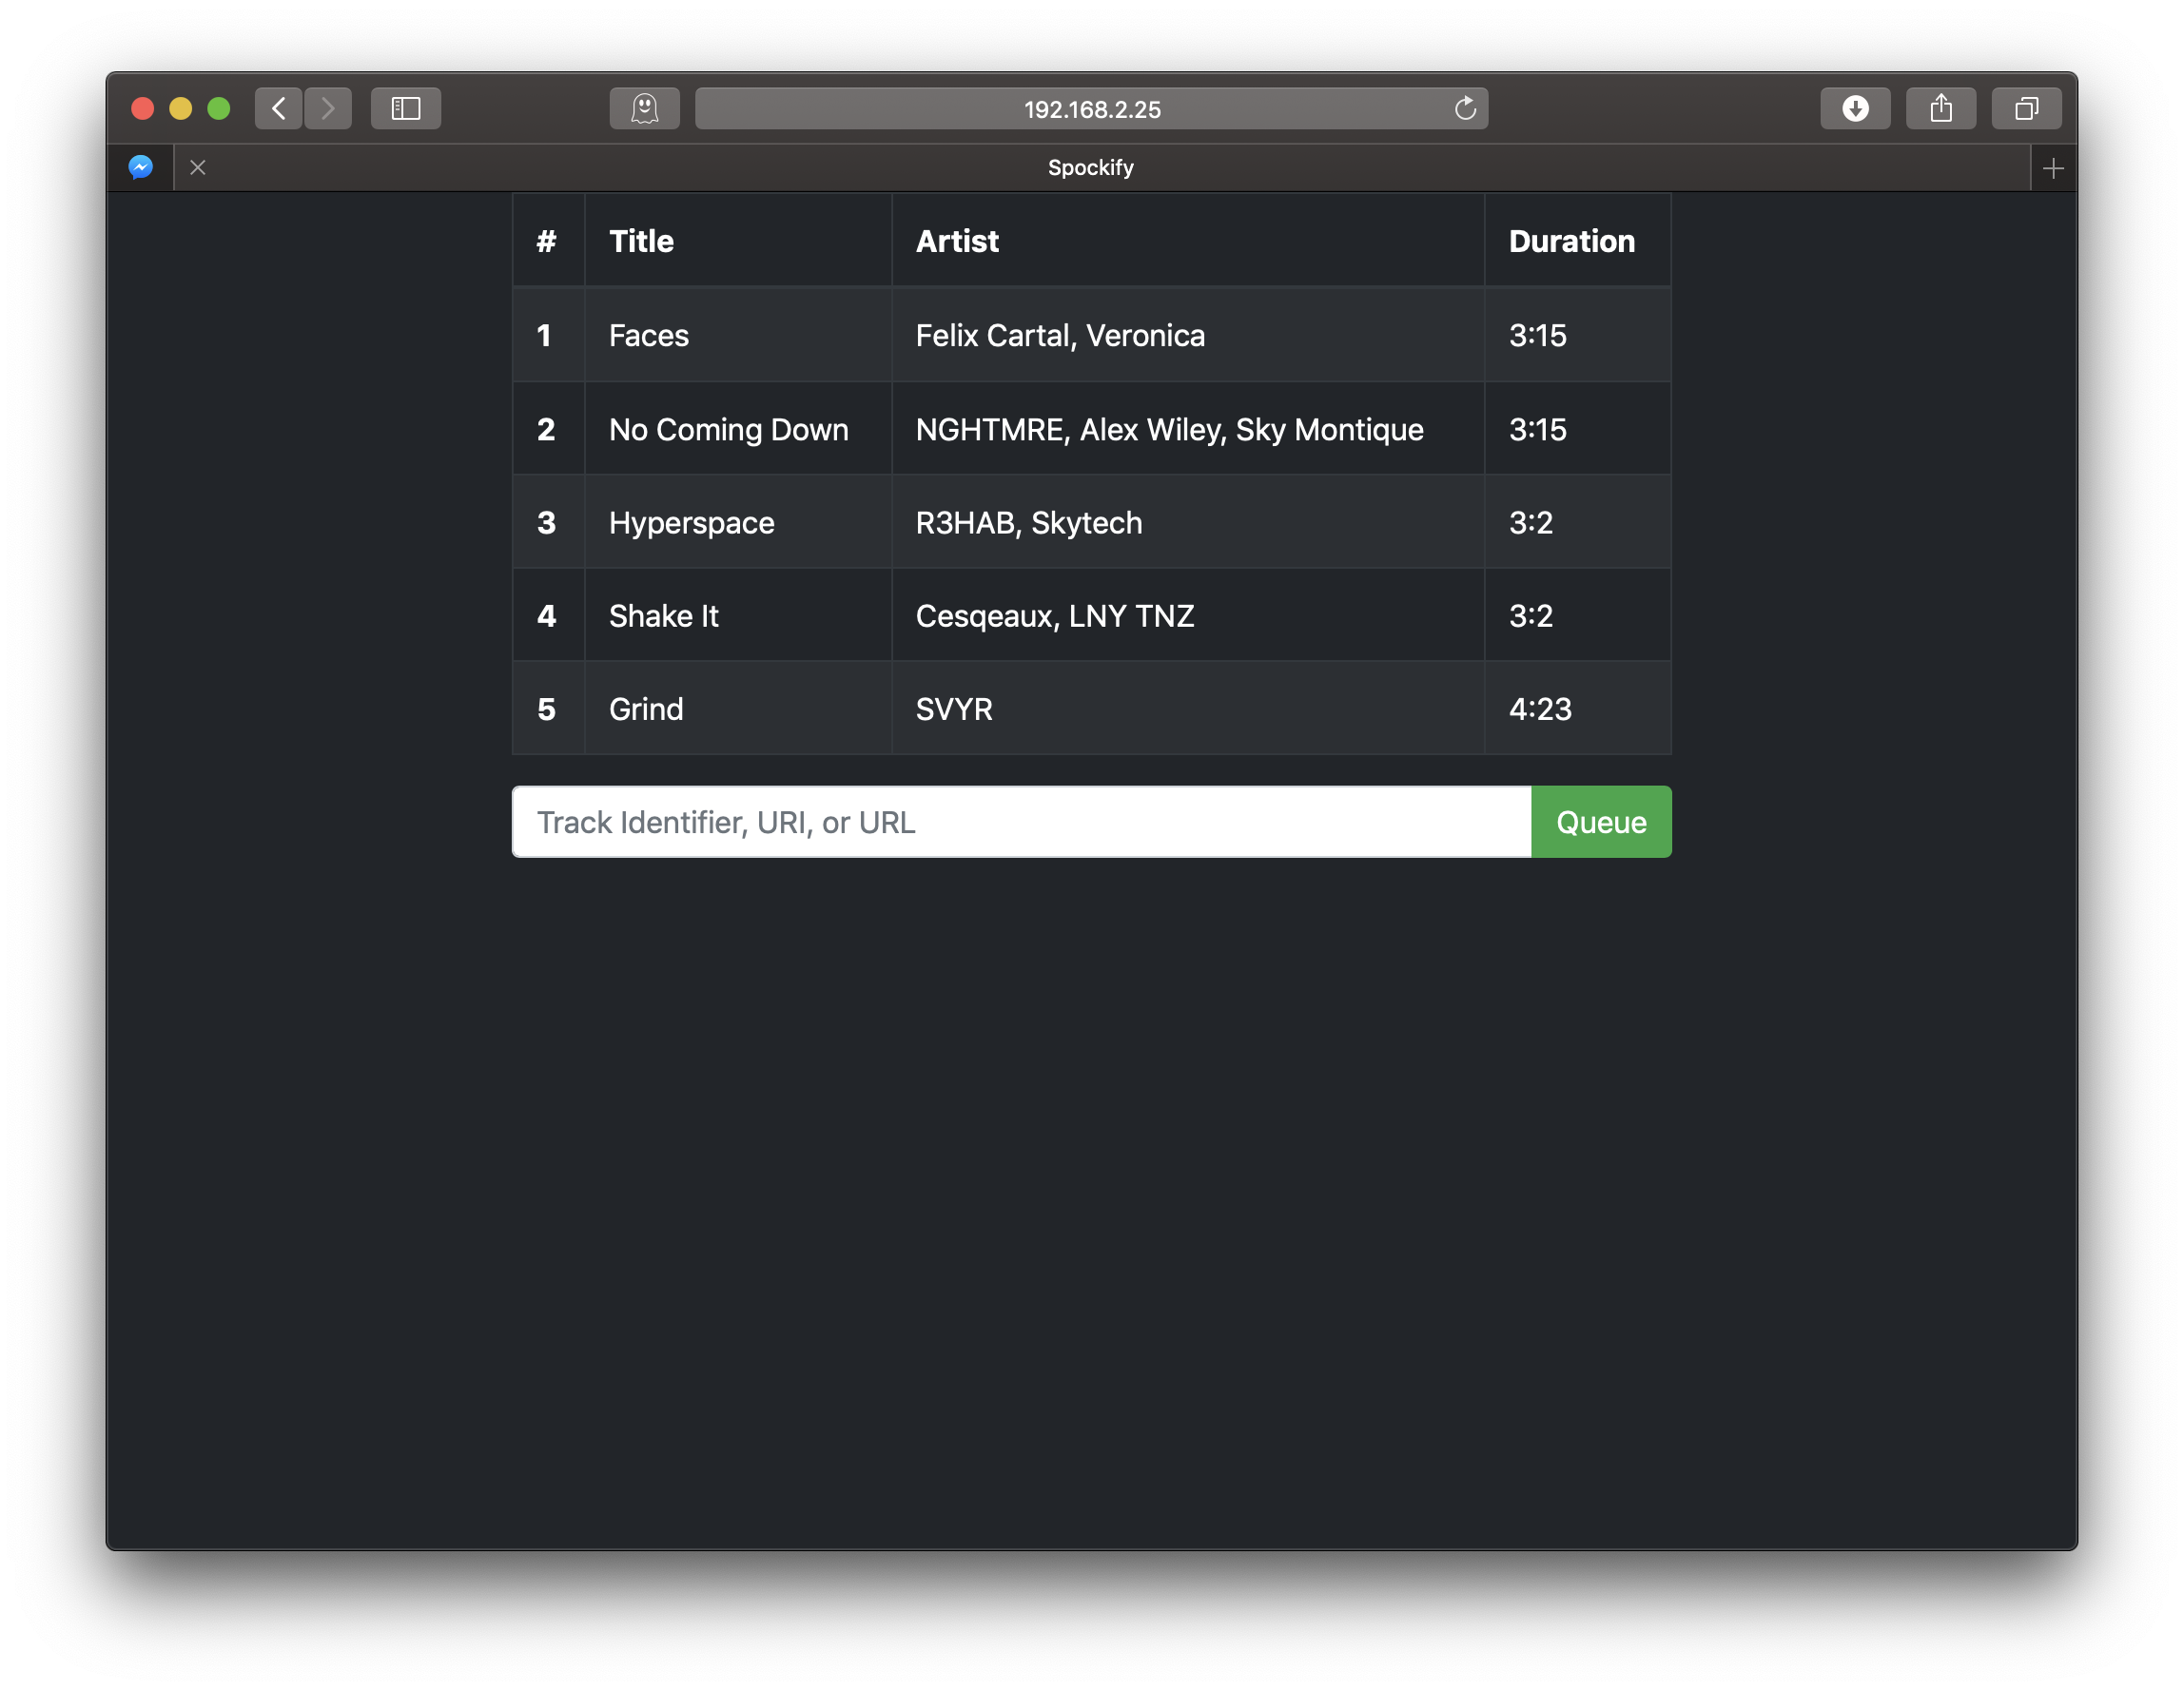 192.168.2.25
Spockify
# Title Artist Duration
1 Faces Felix Cartal, Veronica 3:15
2 No Coming Down NGHTMRE, Alex Wiley, Sky Montique 3:15
3 Hyperspace R3HAB, Skytech 3:2
4 Shake It Cesqeaux, LNY TNZ 3:2
5 Grind SVYR 4:23
Track Identifier, URI, or URL Queue